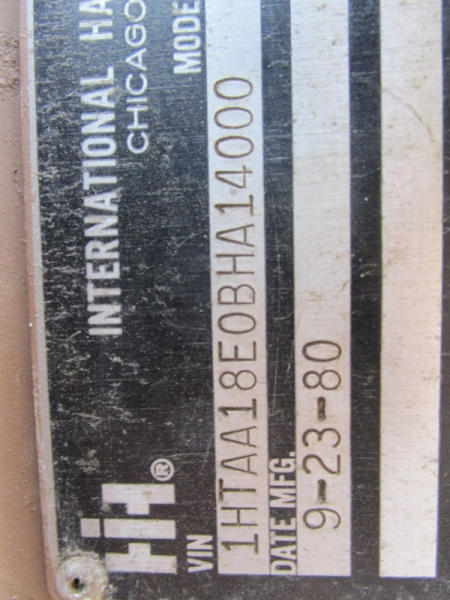 IH®
INTERNATIONAL HA
CHICAGO
MODE
VIN
1HTAA18E0BHA14000
DATE MFG.
9-23-80